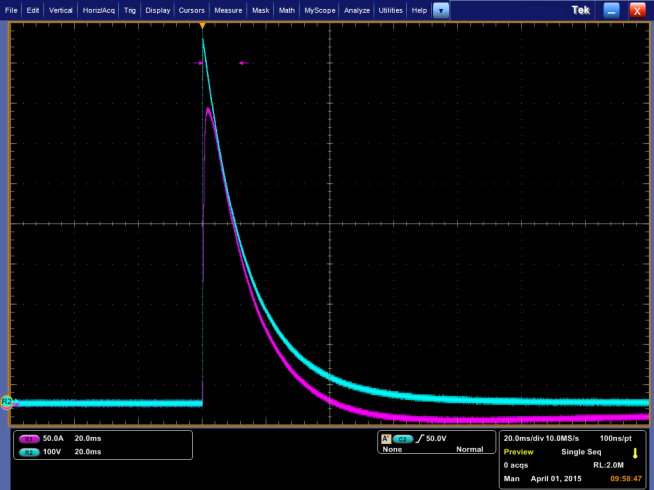 File Edit Vertical Horiz/Acq Trig Display Cursors Measure Mask Math MyScope Analyze Utilities Help Tek X
R2
R1 50.0A 20.0ms
R2 100V 20.0ms
A' C2 50.0V
None Normal
20.0ms/div 10.0MS/s 100ns/pt
Preview Single Seq
0 acqs RL:2.0M
Man April 01, 2015 09:58:47